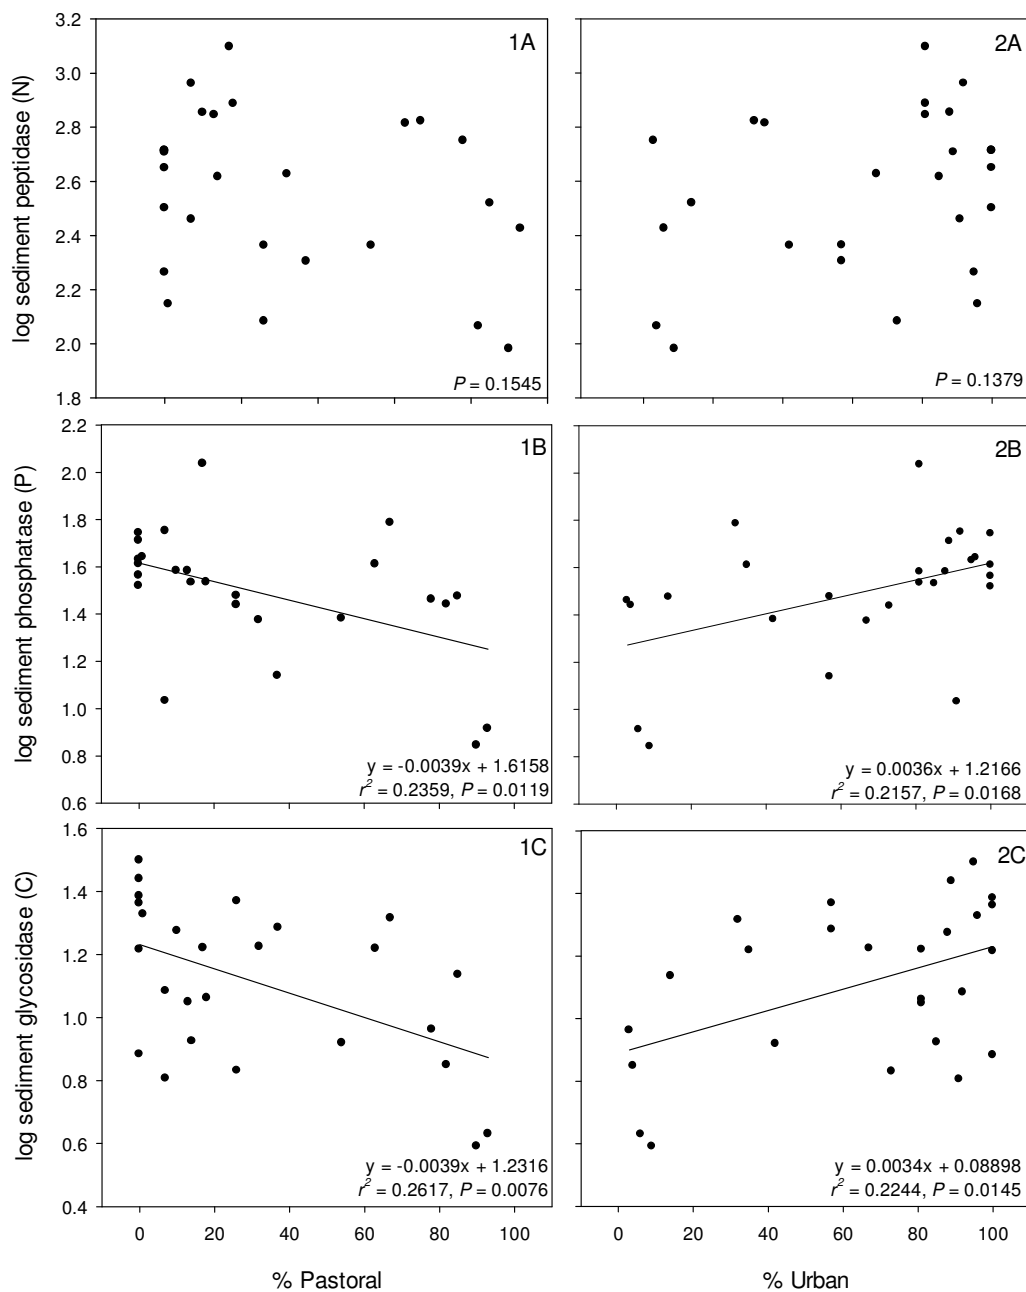 1A
2A
log sediment peptidase (N)
3.2
3.0
2.8
2.6
2.4
2.2
2.0
1.8
P = 0.1545
P = 0.1379
1B
2B
log sediment phosphatase (P)
2.2
2.0
1.8
1.6
1.4
1.2
1.0
0.8
0.6
y = -0.0039x + 1.6158
r² = 0.2359, P = 0.0119
y = 0.0036x + 1.2166
r² = 0.2157, P = 0.0168
1C
2C
log sediment glycosidase (C)
1.6
1.4
1.2
1.0
0.8
0.6
0.4
y = -0.0039x + 1.2316
r² = 0.2617, P = 0.0076
y = 0.0034x + 0.08898
r² = 0.2244, P = 0.0145
0 20 40 60 80 100
0 20 40 60 80 100
% Pastoral
% Urban